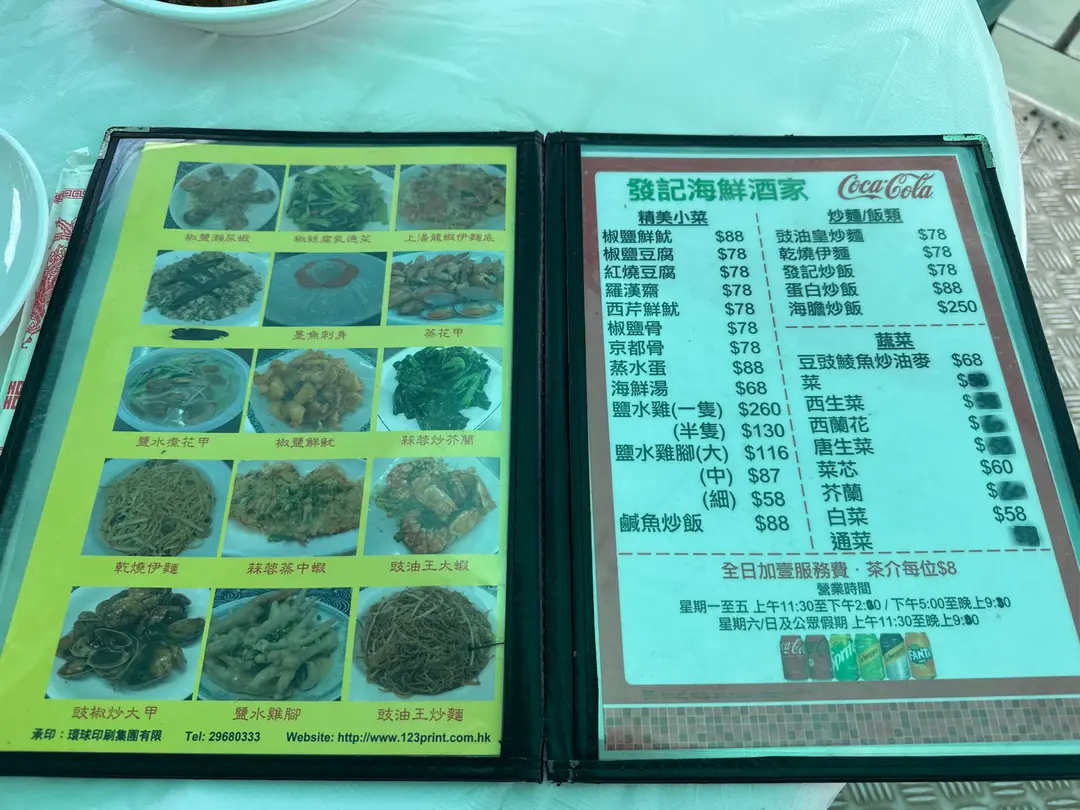 椒鹽瀨尿蝦 椒絲腐乳通菜 上湯龍蝦伊麵底
墨魚刺身 蒸花甲
鹽水煮花甲 椒鹽鮮魷 蒜蓉炒芥蘭
乾燒伊麵 蒜蓉蒸中蝦 豉油王大蝦
豉椒炒大甲 鹽水雞腳 豉油王炒麵
承印：環球印刷集團有限 Tel: 29680333 Website: http://www.123print.com.hk
發記海鮮酒家 Coca-Cola
精美小菜
椒鹽鮮魷 $88
椒鹽豆腐 $78
紅燒豆腐 $78
羅漢齋 $78
西芹鮮魷 $78
椒鹽骨 $78
京都骨 $78
蒸水蛋 $88
海鮮湯 $68
鹽水雞(一隻) $260
(半隻) $130
鹽水雞腳(大) $116
(中) $87
(細) $58
鹹魚炒飯 $88
炒麵/飯類
豉油皇炒麵 $78
乾燒伊麵 $78
發記炒飯 $78
蛋白炒飯 $88
海膽炒飯 $250
蔬菜
豆豉鯪魚炒油麥 $68
菜 $
西生菜 $
西蘭花 $
唐生菜 $
菜芯 $60
芥蘭 $
白菜 $58
通菜
全日加壹服務費．茶介每位$8
營業時間
星期一至五 上午11:30至下午2:30 / 下午5:00至晚上9:30
星期六/日及公眾假期 上午11:30至晚上9:30
Sprite FANTA